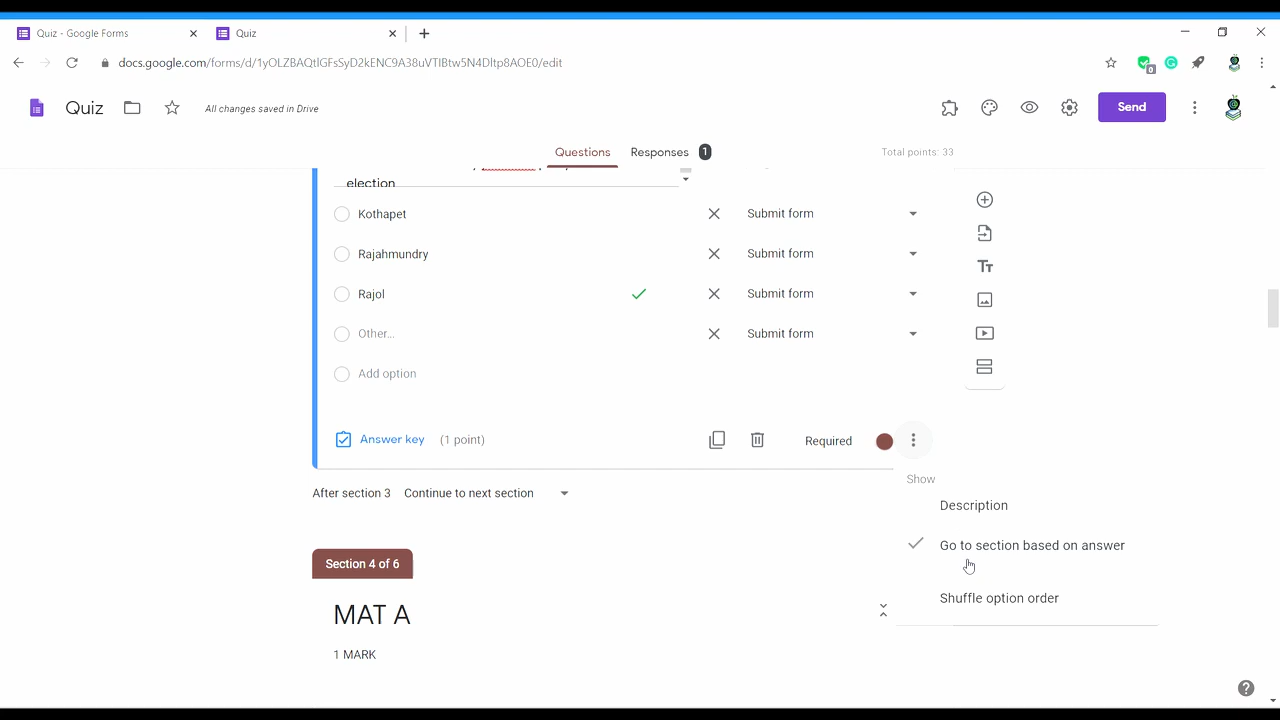 Quiz - Google Forms
Quiz
docs.google.com/forms/d/1yOLZBAQtlGFsSyD2kENC9A38uVTlBtw5N4Dltp8AOE0/edit
0
Quiz
All changes saved in Drive
Send
Questions
Responses 1
Total points: 33
election
Kothapet
Submit form
Rajahmundry
Submit form
Rajol
Submit form
Other...
Submit form
Add option
Answer key (1 point)
Required
Show
After section 3 Continue to next section
Description
Go to section based on answer
Section 4 of 6
Shuffle option order
MAT A
1 MARK